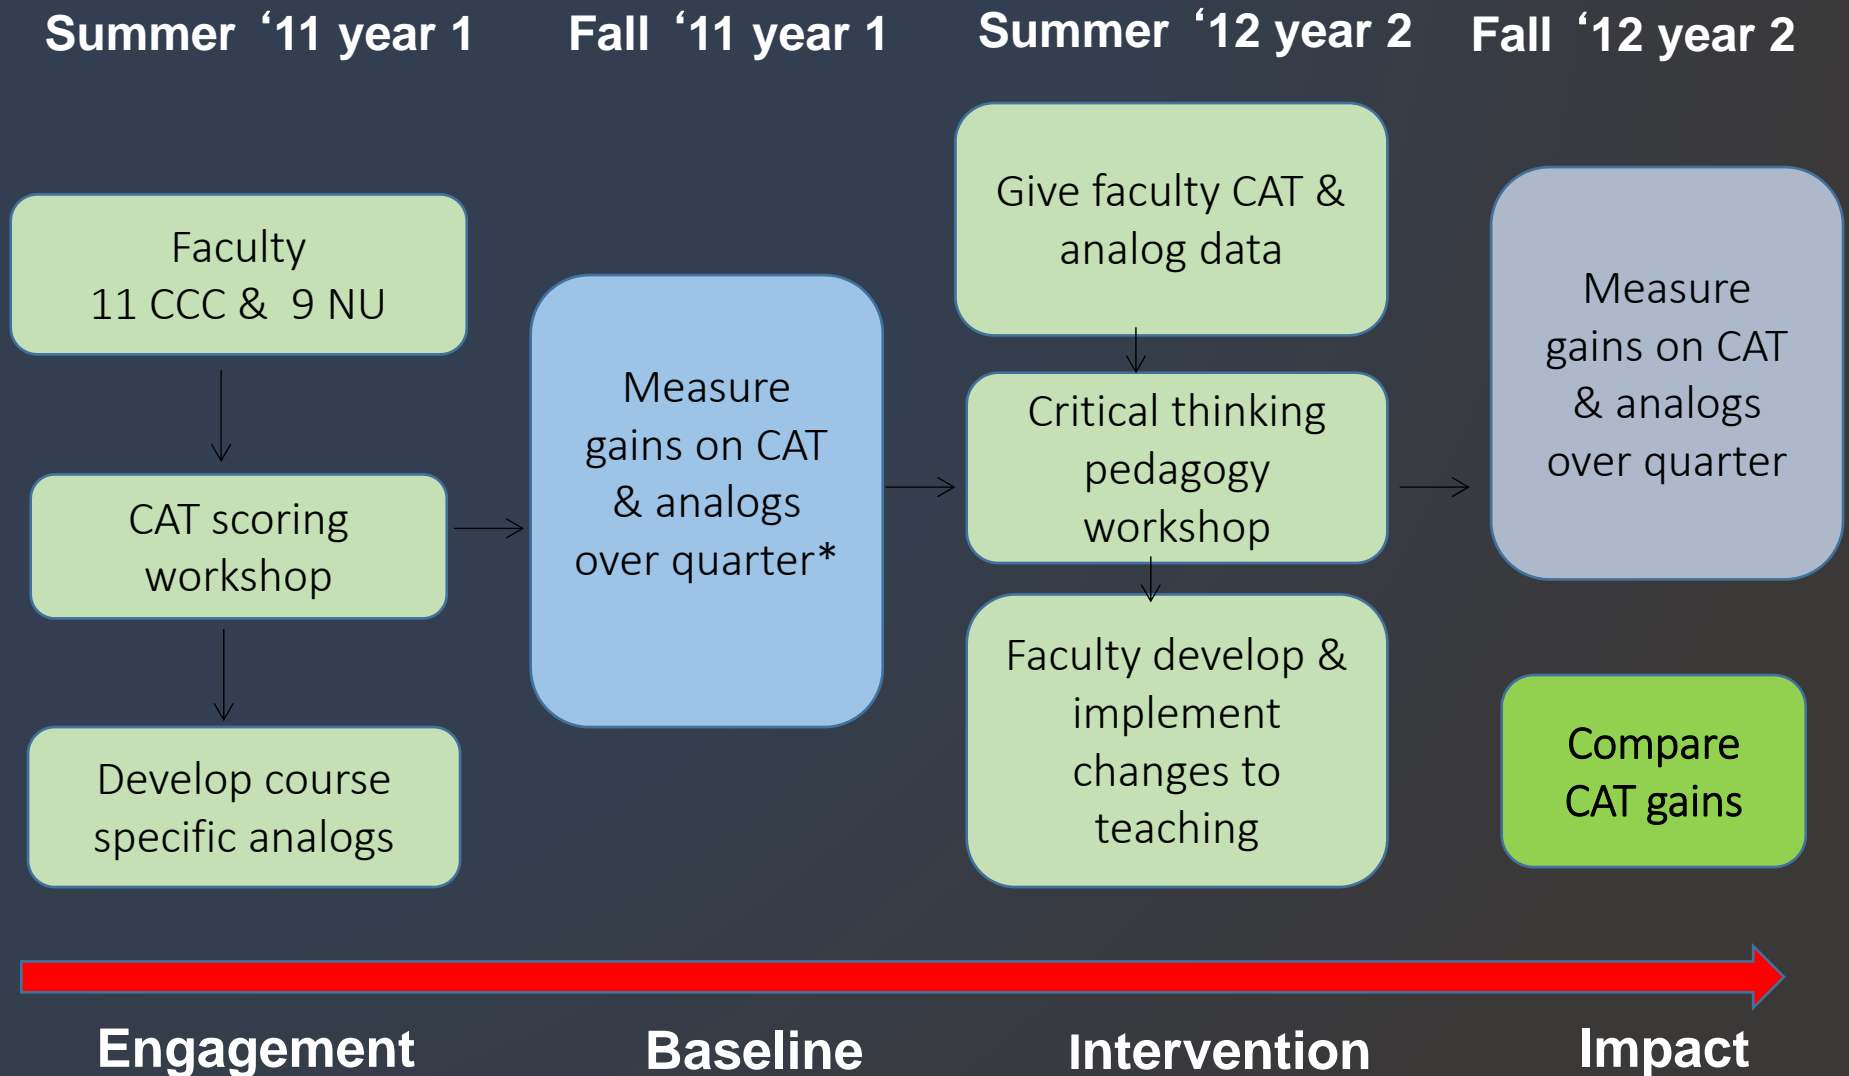 Summer ‘11 year 1
Fall ‘11 year 1
Summer ‘12 year 2
Fall ‘12 year 2
Faculty
11 CCC & 9 NU
CAT scoring
workshop
Develop course
specific analogs
Measure
gains on CAT
& analogs
over quarter*
Give faculty CAT &
analog data
Critical thinking
pedagogy
workshop
Faculty develop &
implement
changes to
teaching
Measure
gains on CAT
& analogs
over quarter
Compare
CAT gains
Engagement
Baseline
Intervention
Impact